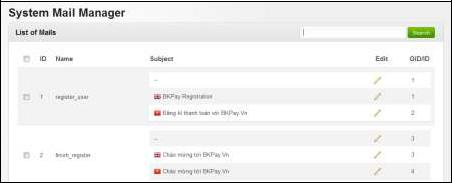 System Mail Manager
List of Mails
Search
ID Name Subject Edit GID/ID
-- 1
1 register_user BKPay Registration 1
Đăng kí thanh toán với BKPay.Vn 2
-- 3
2 finish_register Chào mừng tới BKPay.Vn 3
Chào mừng tới BKPay.Vn 4